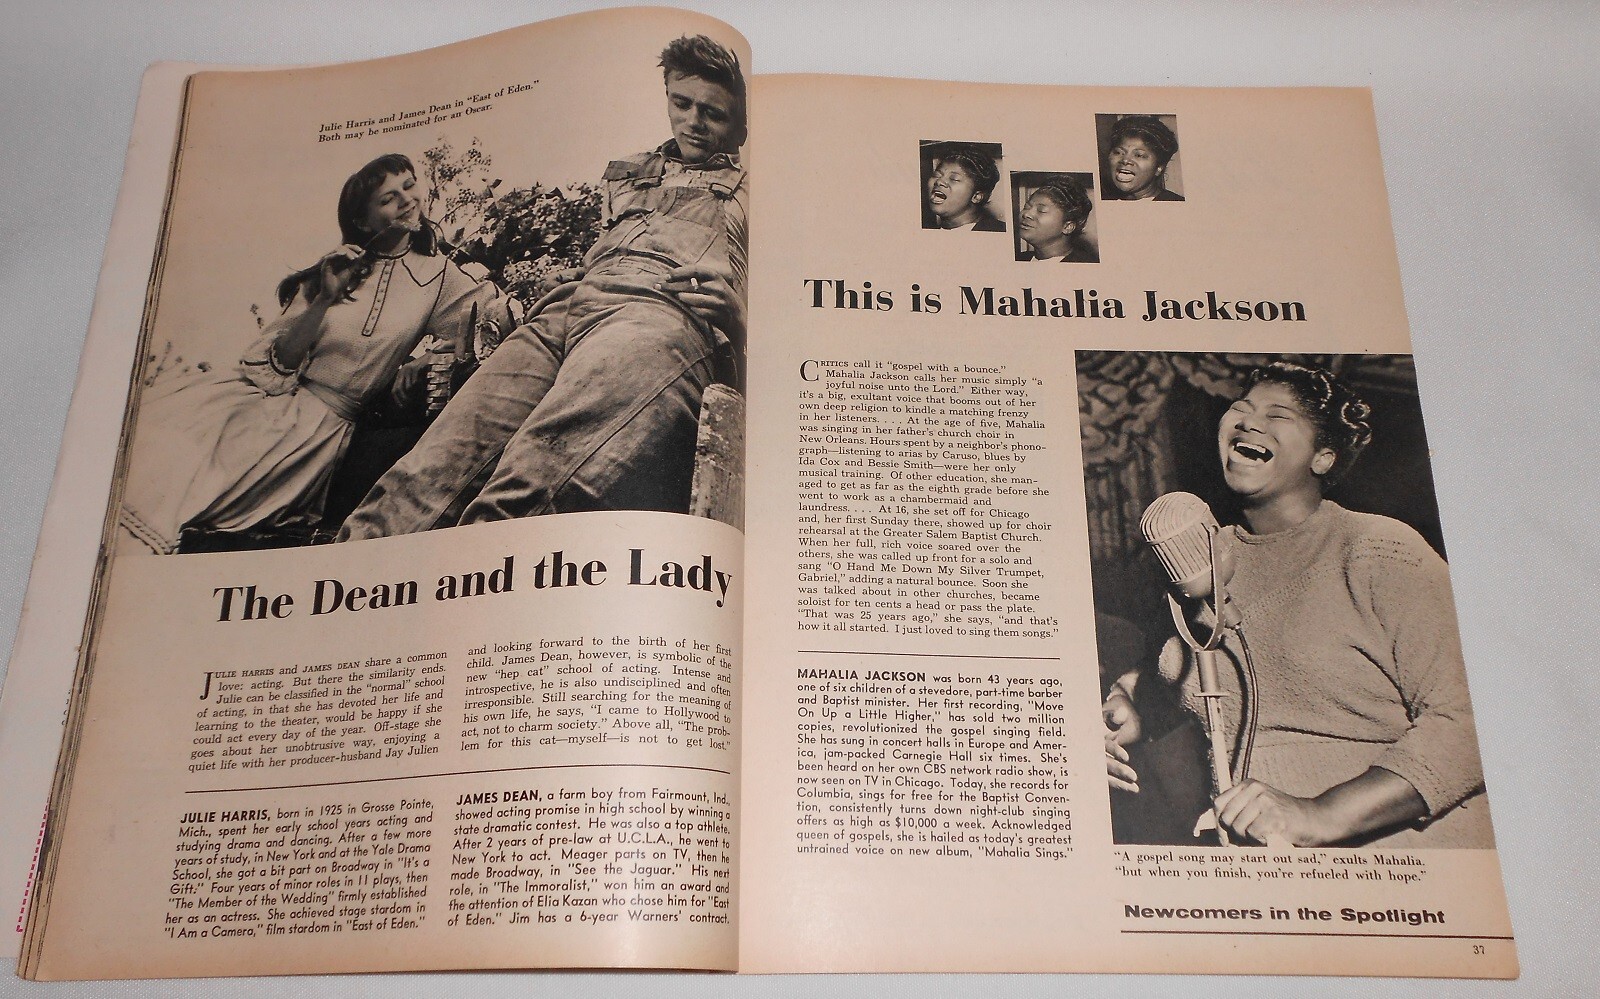 Julie Harris and James Dean in "East of Eden."
Both may be nominated for an Oscar.
The Dean and the Lady
JULIE HARRIS and JAMES DEAN share a common
love: acting. But there the similarity ends.
Julie can be classified in the "normal" school
of acting, in that she has devoted her life and
learning to the theater, would be happy if she
could act every day of the year. Off-stage she
goes about her unobtrusive way, enjoying a
quiet life with her producer-husband Jay Julien
and looking forward to the birth of her first
child. James Dean, however, is symbolic of the
new "hep cat" school of acting. Intense and
introspective, he is also undisciplined and often
irresponsible. Still searching for the meaning of
his own life, he says, "I came to Hollywood to
act, not to charm society." Above all, "The prob-
lem for this cat—myself—is not to get lost."
JULIE HARRIS, born in 1925 in Grosse Pointe,
Mich., spent her early school years acting and
studying drama and dancing. After a few more
years of study, in New York and at the Yale Drama
School, she got a bit part on Broadway in "It's a
Gift." Four years of minor roles in 11 plays, then
"The Member of the Wedding" firmly established
her as an actress. She achieved stage stardom in
"I Am a Camera," film stardom in "East of Eden."
JAMES DEAN, a farm boy from Fairmount, Ind.,
showed acting promise in high school by winning a
state dramatic contest. He was also a top athlete.
After 2 years of pre-law at U.C.L.A., he went to
New York to act. Meager parts on TV, then he
made Broadway, in "See the Jaguar." His next
role, in "The Immoralist," won him an award and
the attention of Elia Kazan who chose him for "East
of Eden." Jim has a 6-year Warners' contract.
This is Mahalia Jackson
CRITICS call it "gospel with a bounce."
Mahalia Jackson calls her music simply "a
joyful noise unto the Lord." Either way,
it's a big, exultant voice that booms out of her
own deep religion to kindle a matching frenzy
in her listeners. . . . At the age of five, Mahalia
was singing in her father's church choir in
New Orleans. Hours spent by a neighbor's phono-
graph—listening to arias by Caruso, blues by
Ida Cox and Bessie Smith—were her only
musical training. Of other education, she man-
aged to get as far as the eighth grade before she
went to work as a chambermaid and
laundress. . . . At 16, she set off for Chicago
and, her first Sunday there, showed up for choir
rehearsal at the Greater Salem Baptist Church.
When her full, rich voice soared over the
others, she was called up front for a solo and
sang "O Hand Me Down My Silver Trumpet,
Gabriel," adding a natural bounce. Soon she
was talked about in other churches, became
soloist for ten cents a head or pass the plate.
"That was 25 years ago," she says, "and that's
how it all started. I just loved to sing them songs."
MAHALIA JACKSON was born 43 years ago,
one of six children of a stevedore, part-time barber
and Baptist minister. Her first recording, "Move
On Up a Little Higher," has sold two million
copies, revolutionized the gospel singing field.
She has sung in concert halls in Europe and Amer-
ica, jam-packed Carnegie Hall six times. She's
been heard on her own CBS network radio show, is
now seen on TV in Chicago. Today, she records for
Columbia, sings for free for the Baptist Conven-
tion, consistently turns down night-club singing
offers as high as $10,000 a week. Acknowledged
queen of gospels, she is hailed as today's greatest
untrained voice on new album, "Mahalia Sings."
"A gospel song may start out sad," exults Mahalia.
"but when you finish, you're refueled with hope."
Newcomers in the Spotlight
37